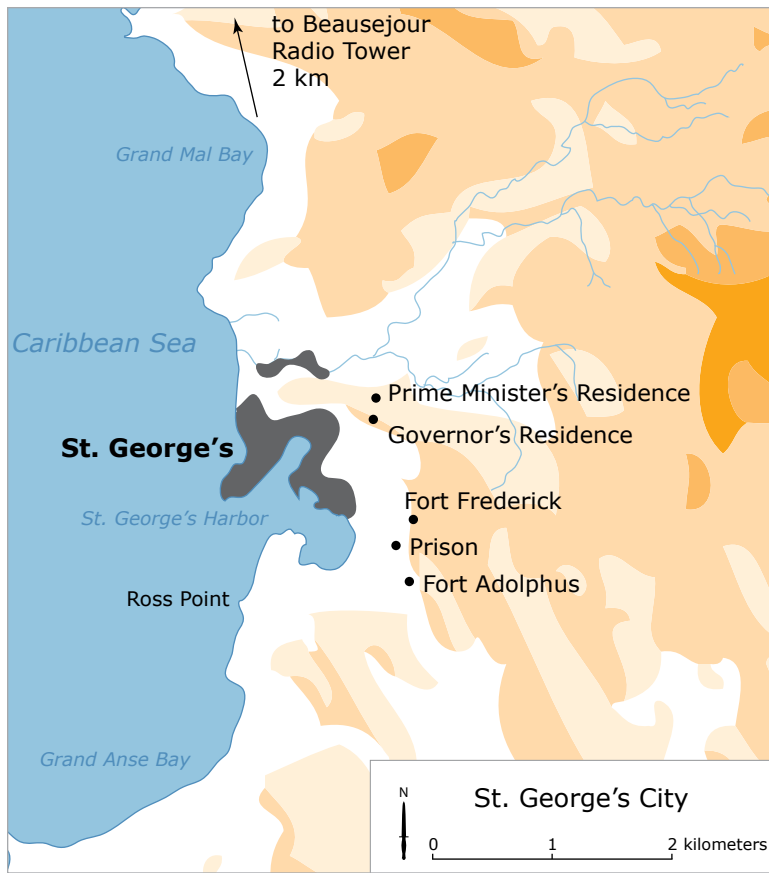 to Beausejour
Radio Tower
2 km
Grand Mal Bay
Caribbean Sea
Prime Minister’s Residence
Governor’s Residence
St. George’s
Fort Frederick
St. George’s Harbor
Prison
Fort Adolphus
Ross Point
Grand Anse Bay
St. George’s City
N
0 1 2 kilometers